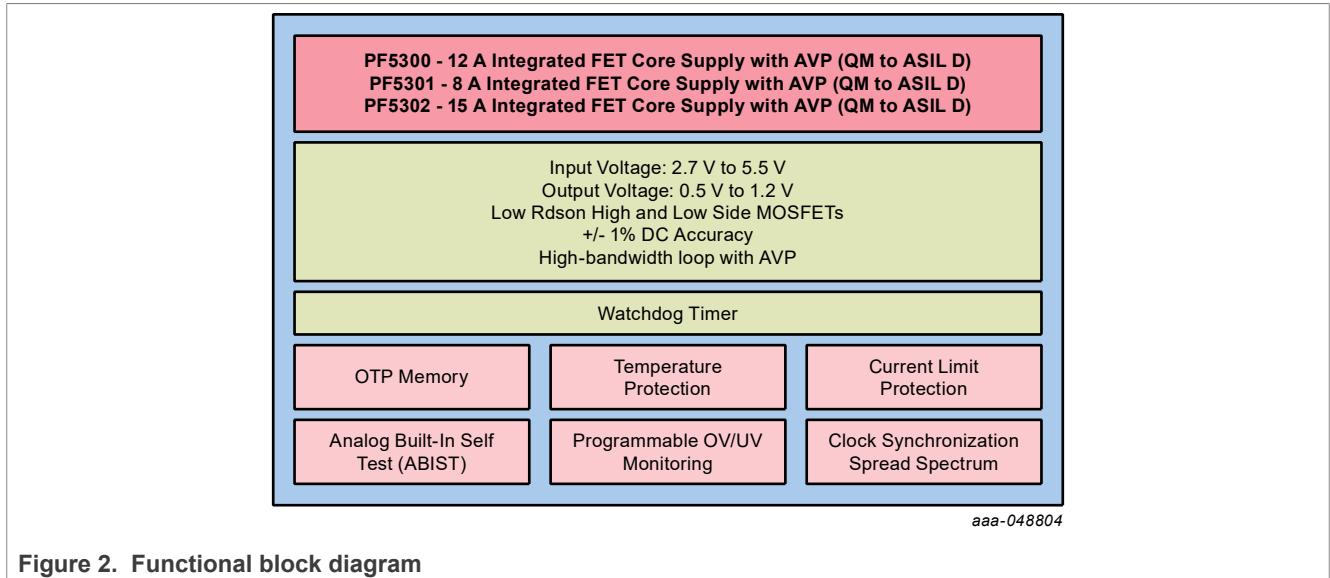 PF5300 - 12 A Integrated FET Core Supply with AVP (QM to ASIL D)
PF5301 - 8 A Integrated FET Core Supply with AVP (QM to ASIL D)
PF5302 - 15 A Integrated FET Core Supply with AVP (QM to ASIL D)
Input Voltage: 2.7 V to 5.5 V
Output Voltage: 0.5 V to 1.2 V
Low Rdson High and Low Side MOSFETs
+/- 1% DC Accuracy
High-bandwidth loop with AVP
Watchdog Timer
OTP Memory
Temperature
Protection
Current Limit
Protection
Analog Built-In Self
Test (ABIST)
Programmable OV/UV
Monitoring
Clock Synchronization
Spread Spectrum
aaa-048804
Figure 2. Functional block diagram